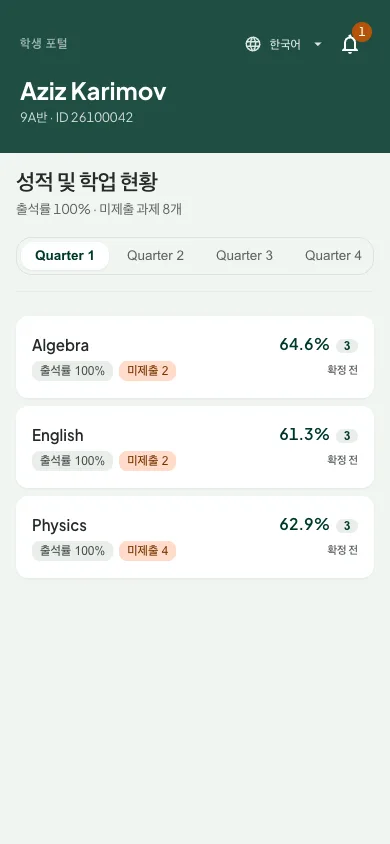 학생 포털
한국어
1
Aziz Karimov
9A반 · ID 26100042
성적 및 학업 현황
출석률 100% · 미제출 과제 8개
Quarter 1
Quarter 2
Quarter 3
Quarter 4
Algebra
64.6% 3
출석률 100% 미제출 2
확정 전
English
61.3% 3
출석률 100% 미제출 2
확정 전
Physics
62.9% 3
출석률 100% 미제출 4
확정 전